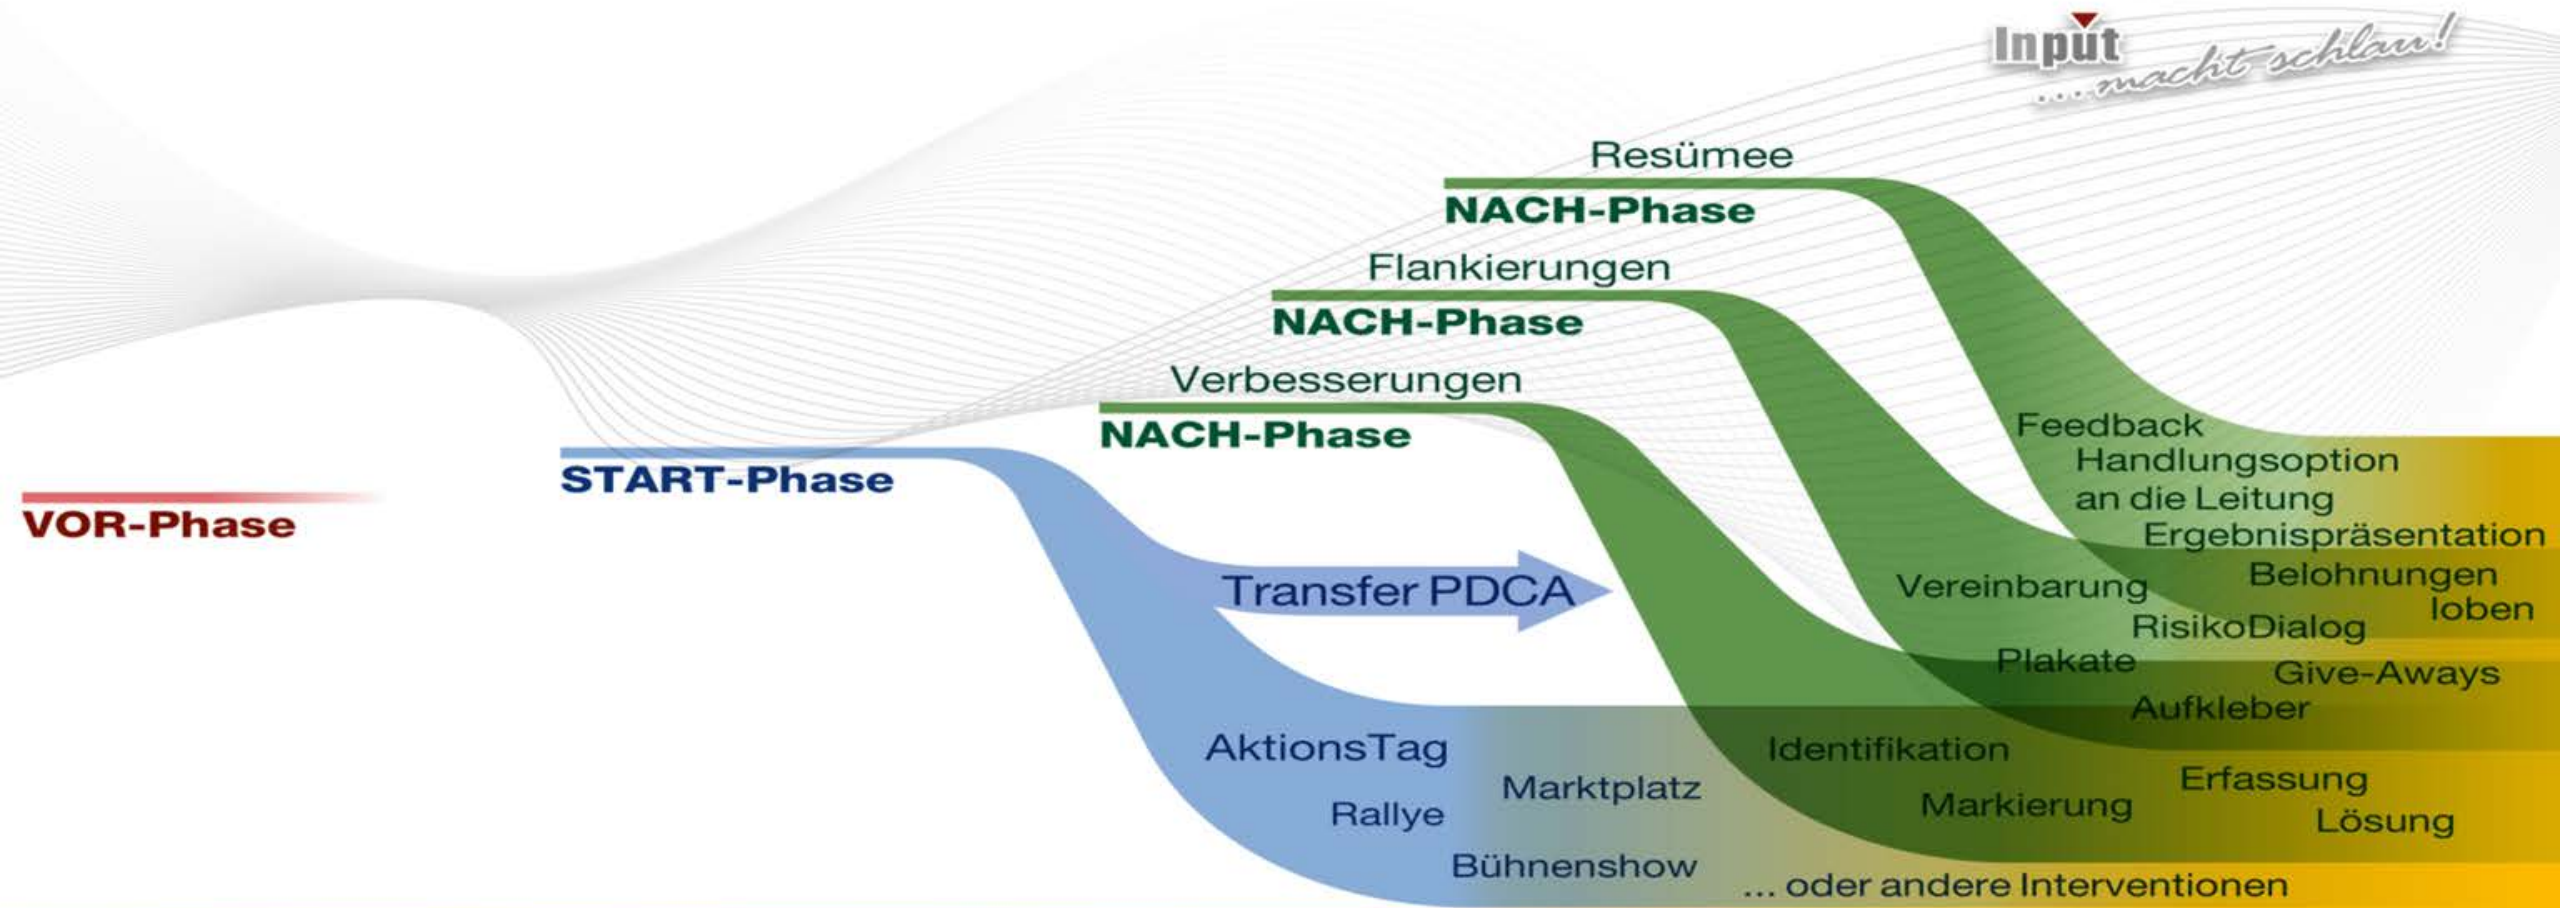 Input
...macht schlau!
Resümee
NACH-Phase
Flankierungen
NACH-Phase
Verbesserungen
NACH-Phase
START-Phase
VOR-Phase
Transfer PDCA
Feedback
Handlungsoption
an die Leitung
Ergebnispräsentation
Belohnungen
loben
Vereinbarung
RisikoDialog
Plakate
Give-Aways
Aufkleber
AktionsTag
Marktplatz
Rallye
Bühnenshow
Identifikation
Erfassung
Markierung
Lösung
... oder andere Interventionen